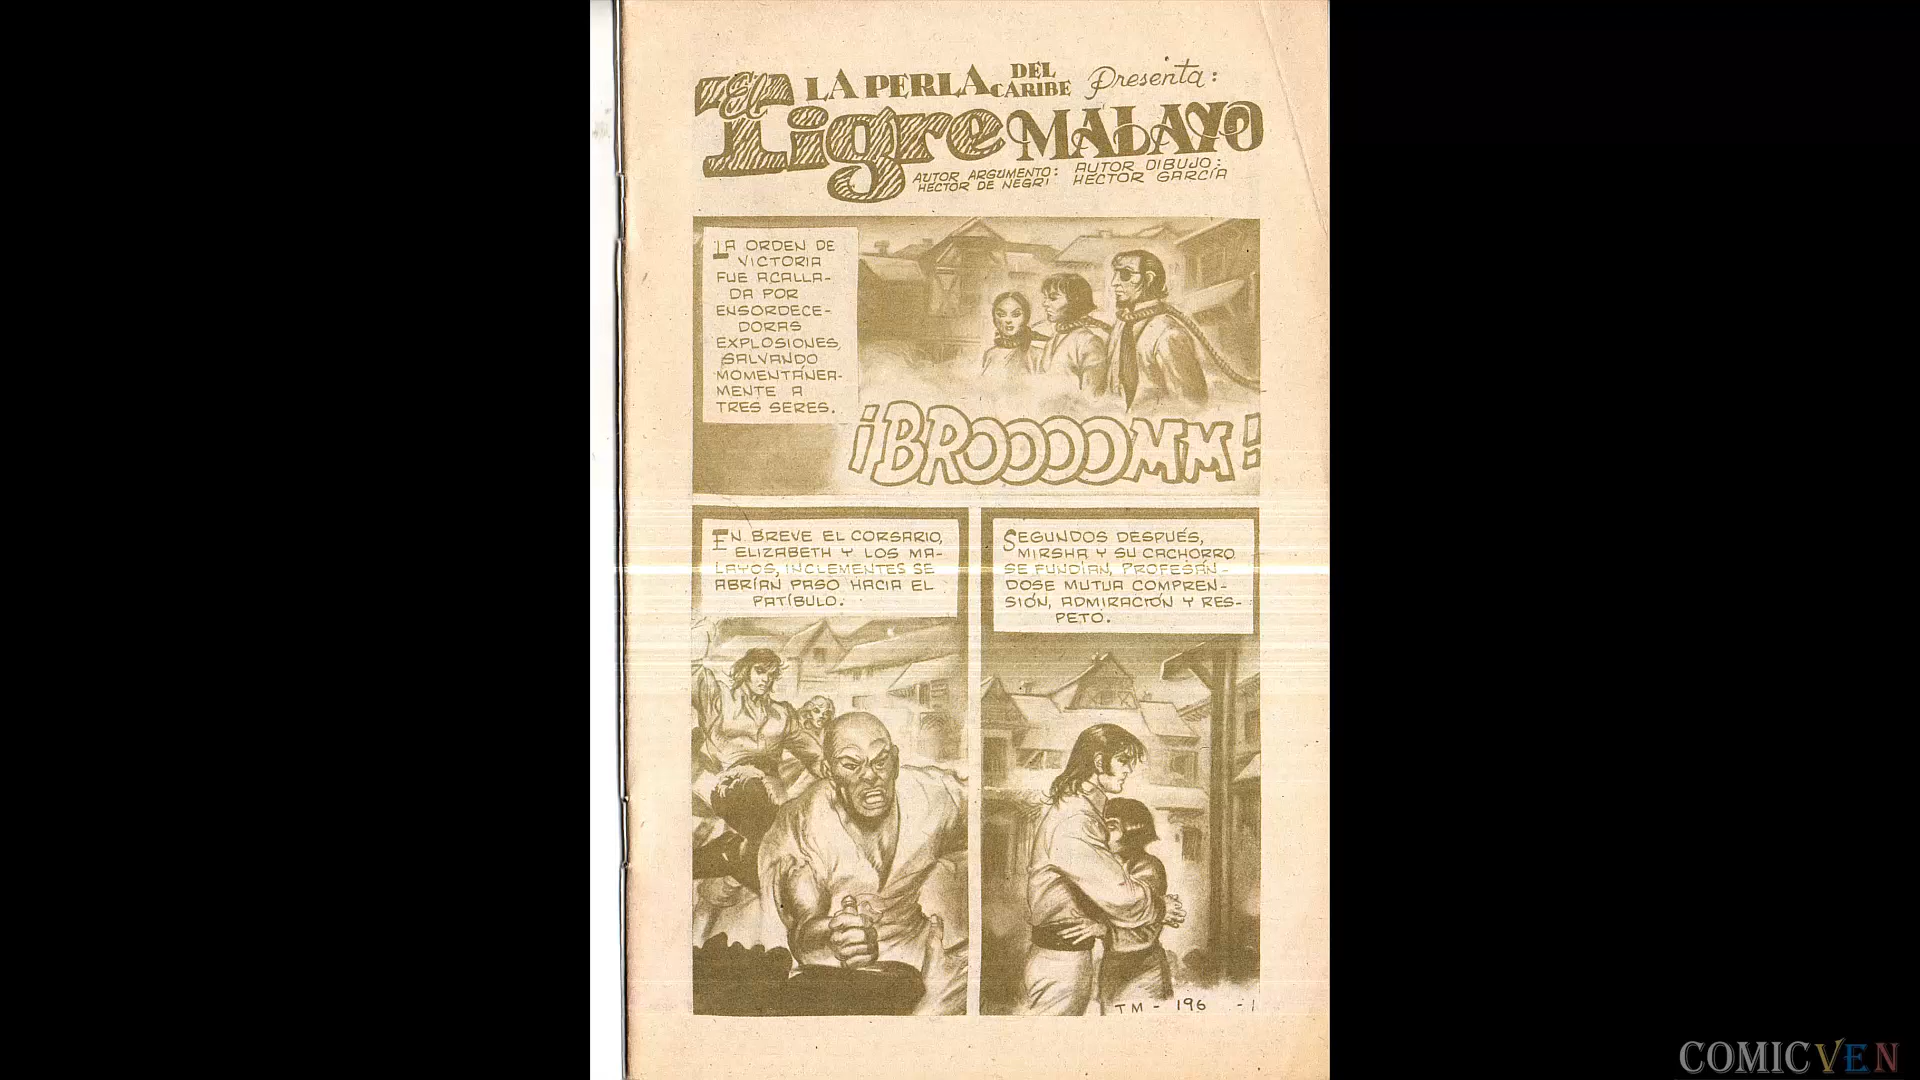 LA PERLA DEL CARIBE Presenta:
El Tigre MALAYO
AUTOR ARGUMENTO:
HECTOR DE NEGRI
AUTOR DIBUJO:
HECTOR GARCÍA
LA ORDEN DE
VICTORIA
FUE ACALLA-
DA POR
ENSORDECE-
DORAS
EXPLOSIONES,
SALVANDO
MOMENTÁNEA-
MENTE A
TRES SERES.
¡BROOOOMM!
EN BREVE EL CORSARIO,
ELIZABETH Y LOS MA-
LAYOS, INCLEMENTES SE
ABRÍAN PASO HACIA EL
PATÍBULO.
SEGUNDOS DESPUÉS,
MIRSHA Y SU CACHORRO
SE FUNDÍAN, PROFESÁN-
DOSE MUTUA COMPREN-
SIÓN, ADMIRACIÓN Y RES-
PETO.
TM - 196 - 1
COMICVEN